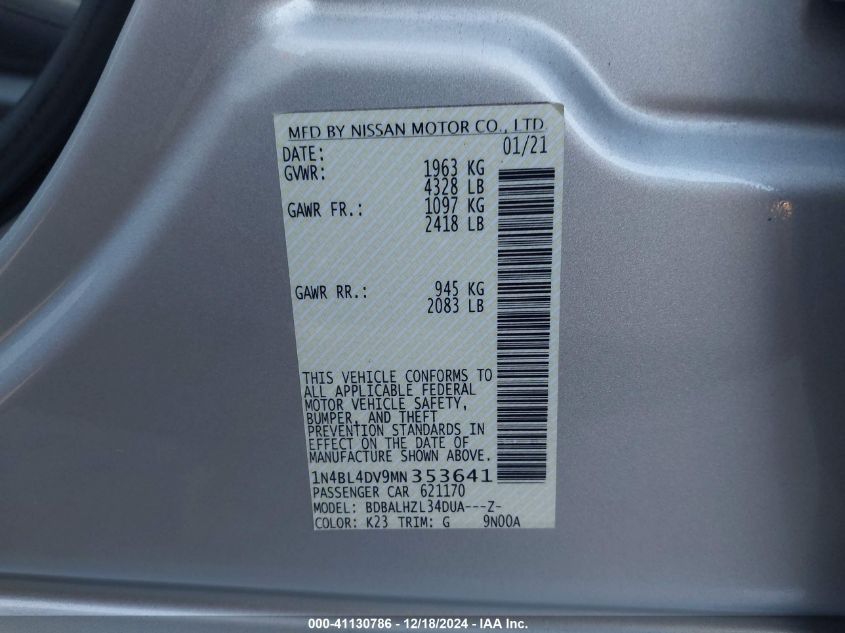 MFD BY NISSAN MOTOR CO., LTD
DATE: 01/21
GVWR: 1963 KG
4328 LB
GAWR FR.: 1097 KG
2418 LB
GAWR RR.: 945 KG
2083 LB
THIS VEHICLE CONFORMS TO
ALL APPLICABLE FEDERAL
MOTOR VEHICLE SAFETY,
BUMPER, AND THEFT
PREVENTION STANDARDS IN
EFFECT ON THE DATE OF
MANUFACTURE SHOWN ABOVE.
1N4BL4DV9MN353641
PASSENGER CAR 621170
MODEL: BDBALHZL34DUA---Z-
COLOR: K23 TRIM: G 9N00A
000-41130786 - 12/18/2024 - IAA Inc.